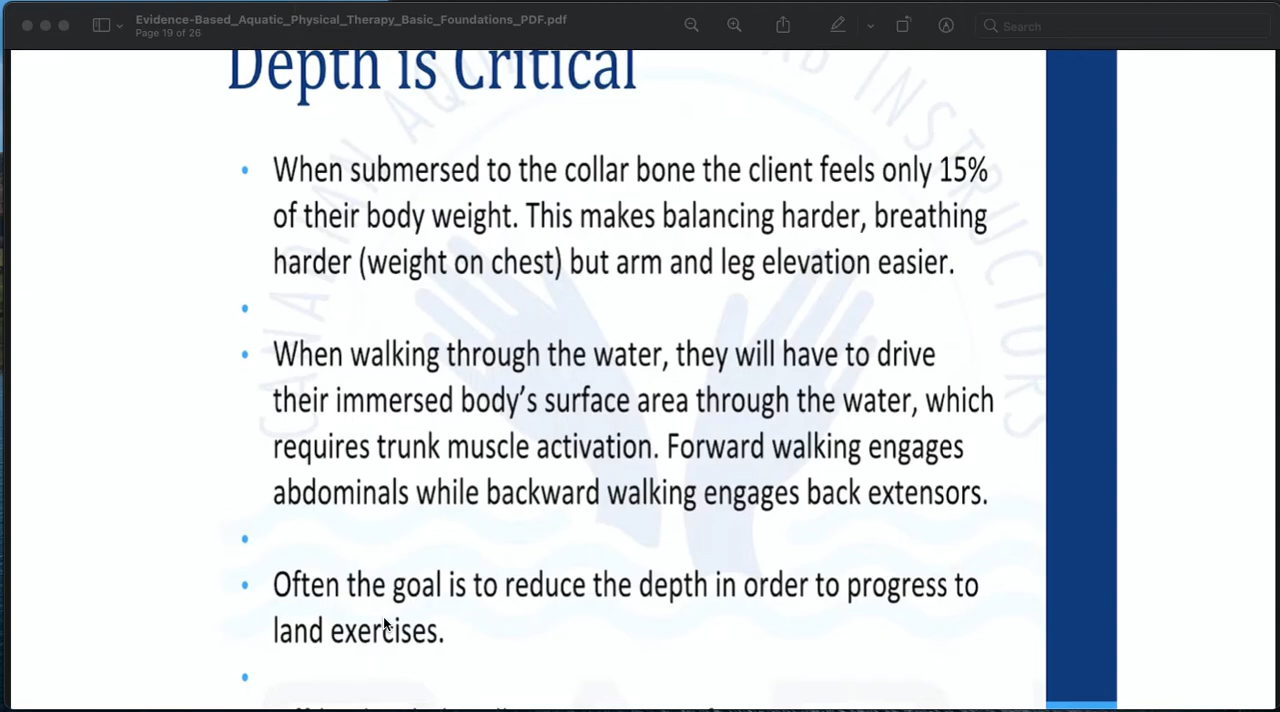 Evidence-Based_Aquatic_Physical_Therapy_Basic_Foundations_PDF.pdf
Page 19 of 26
Search
Depth is Critical
• When submersed to the collar bone the client feels only 15%
of their body weight. This makes balancing harder, breathing
harder (weight on chest) but arm and leg elevation easier.
•
• When walking through the water, they will have to drive
their immersed body’s surface area through the water, which
requires trunk muscle activation. Forward walking engages
abdominals while backward walking engages back extensors.
•
• Often the goal is to reduce the depth in order to progress to
land exercises.
•
CANADIAN
INSTRUCTORS